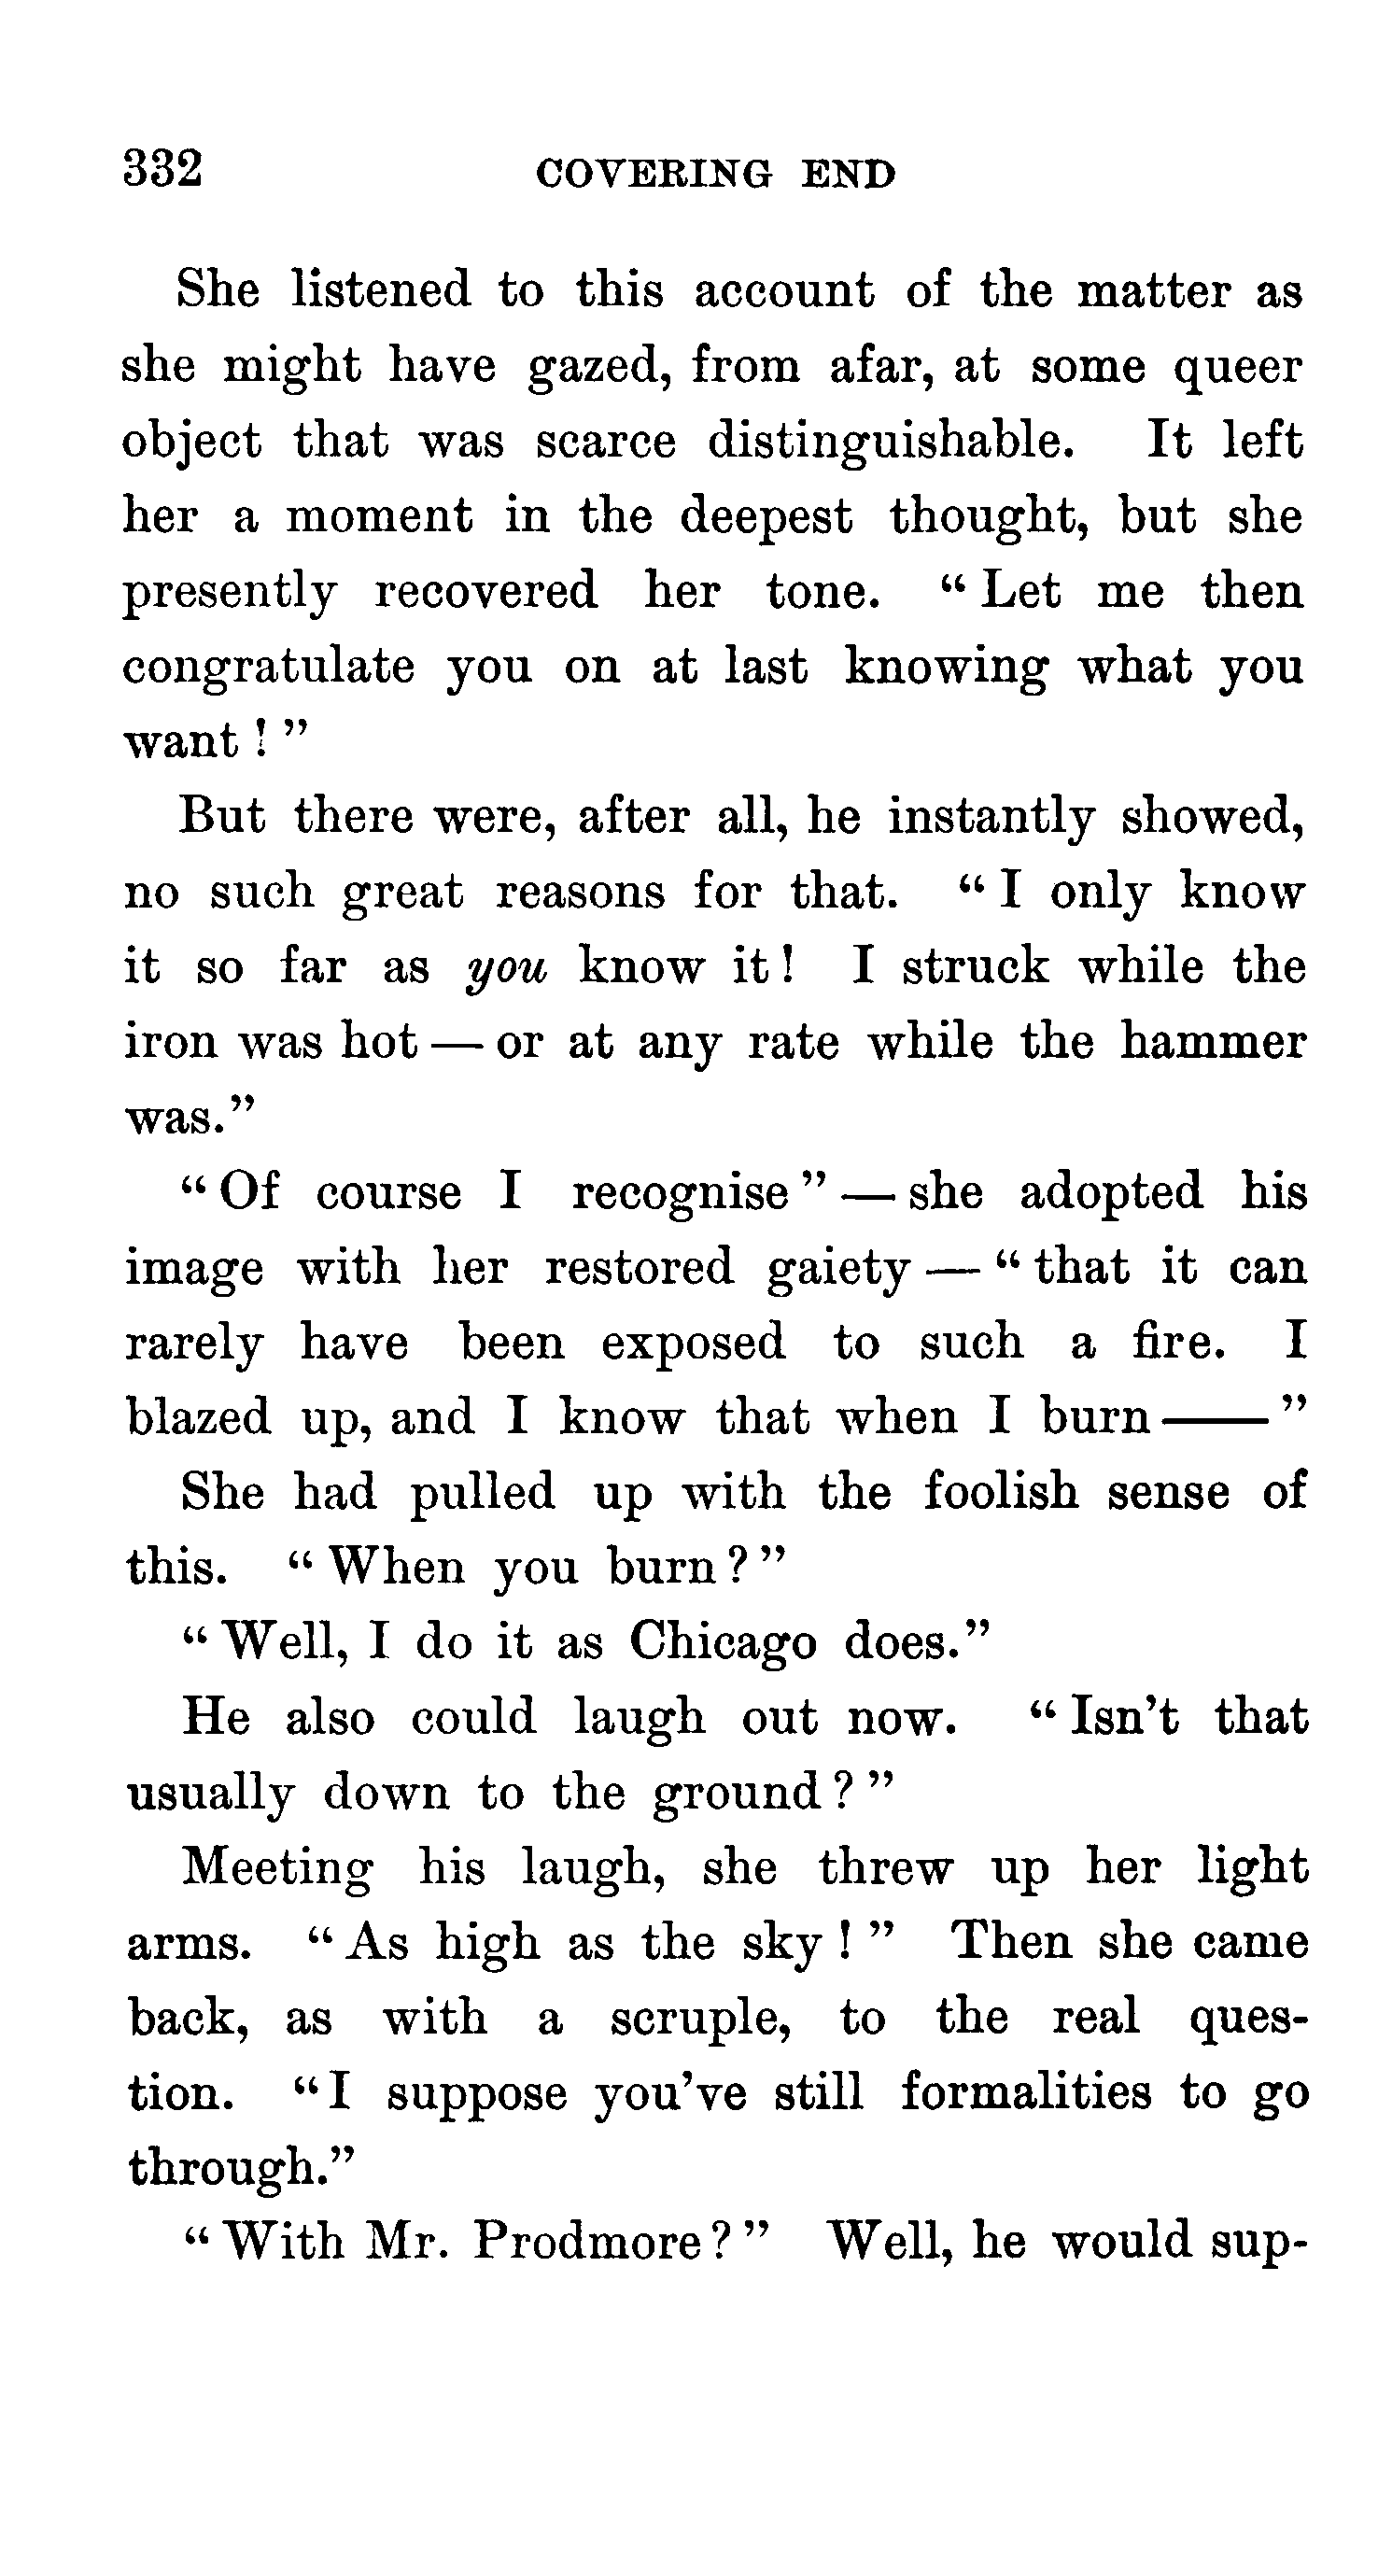 332 COVERING END
She listened to this account of the matter as
she might have gazed, from afar, at some queer
object that was scarce distinguishable. It left
her a moment in the deepest thought, but she
presently recovered her tone. “ Let me then
congratulate you on at last knowing what you
want ! ”
But there were, after all, he instantly showed,
no such great reasons for that. “ I only know
it so far as you know it! I struck while the
iron was hot — or at any rate while the hammer
was.”
“ Of course I recognise ” — she adopted his
image with her restored gaiety — “ that it can
rarely have been exposed to such a fire. I
blazed up, and I know that when I burn —— ”
She had pulled up with the foolish sense of
this. “ When you burn ? ”
“ Well, I do it as Chicago does.”
He also could laugh out now. “ Isn’t that
usually down to the ground ? ”
Meeting his laugh, she threw up her light
arms. “ As high as the sky ! ” Then she came
back, as with a scruple, to the real ques-
tion. “ I suppose you’ve still formalities to go
through.”
“ With Mr. Prodmore ? ” Well, he would sup-